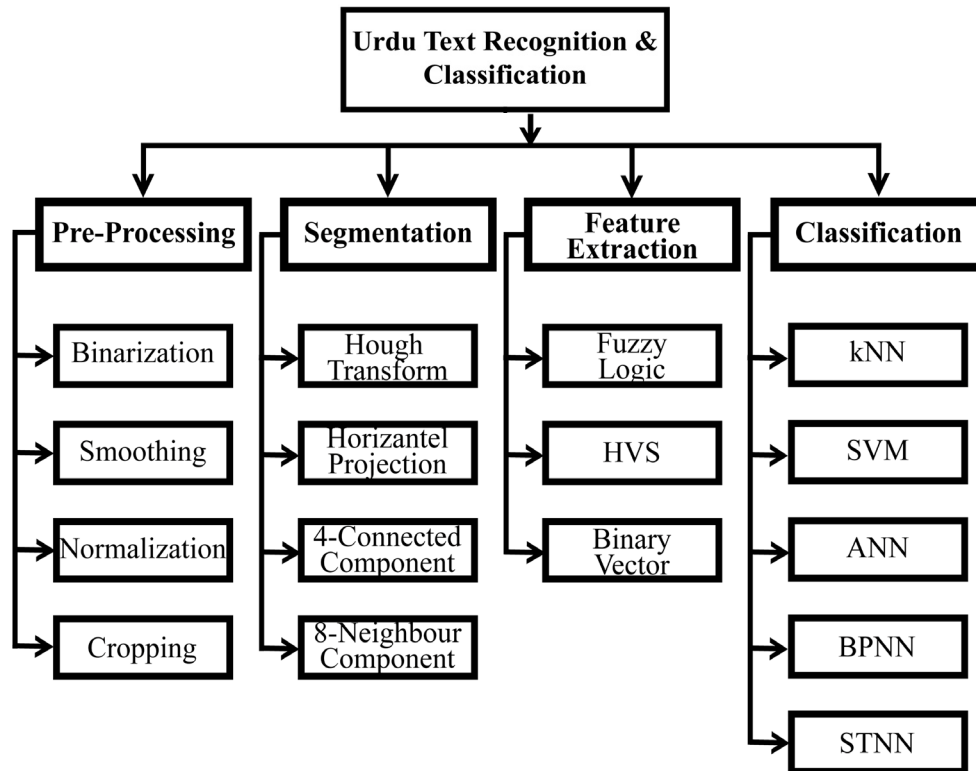 Urdu Text Recognition &
Classification
Pre-Processing
Binarization
Smoothing
Normalization
Cropping
Segmentation
Hough
Transform
Horizantel
Projection
4-Connected
Component
8-Neighbour
Component
Feature
Extraction
Fuzzy
Logic
HVS
Binary
Vector
Classification
kNN
SVM
ANN
BPNN
STNN